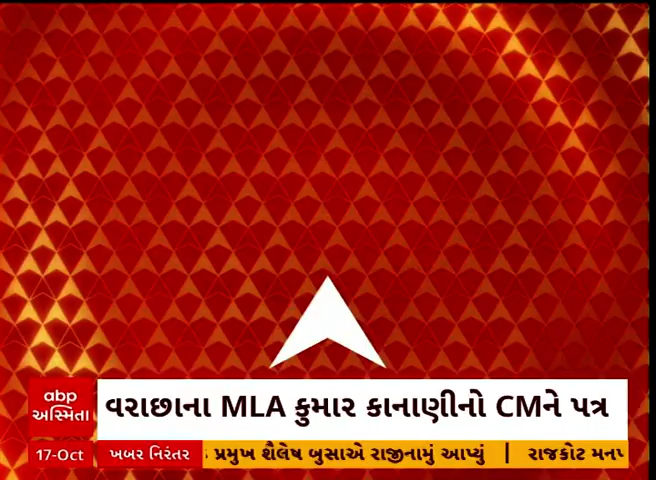 abp
અસ્મિતા
વરાછાના MLA કુમાર કાનાણીનો CMને પત્ર
17-Oct
ખબર નિરંતર
પ્રમુખ શૈલેષ બુસાએ રાજીનામું આપ્યું | રાજકોટ